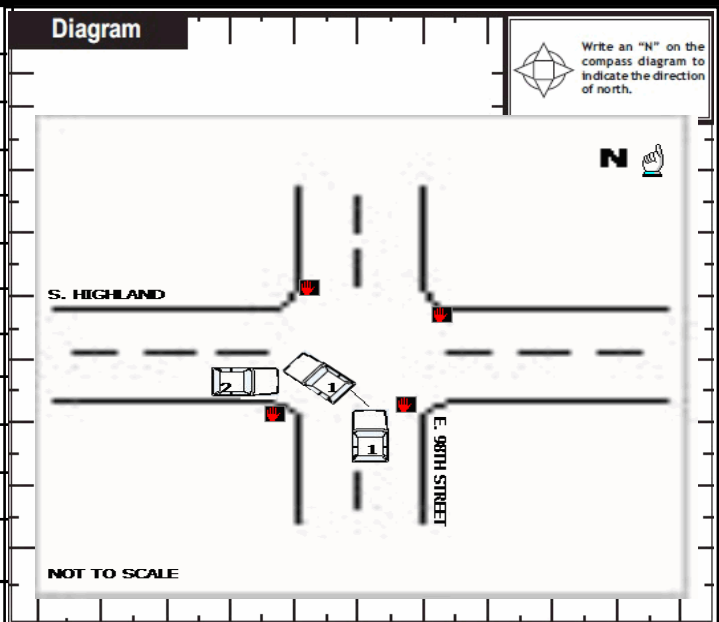 Diagram
Write an “N” on the
compass diagram to
indicate the direction
of north.
N
S. HIGHLAND
2
1
1
E. 98TH STREET
NOT TO SCALE